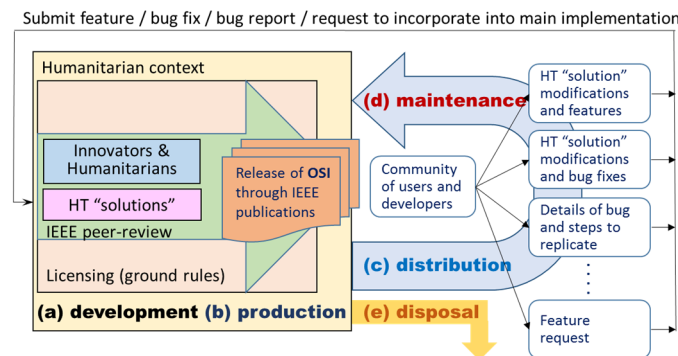 Submit feature / bug fix / bug report / request to incorporate into main implementation
Humanitarian context
Innovators &
Humanitarians
HT “solutions”
IEEE peer-review
Licensing (ground rules)
Release of OSI
through IEEE
publications
(a) development (b) production
(d) maintenance
Community
of users and
developers
(c) distribution
(e) disposal
HT “solution”
modifications
and features
HT “solution”
modifications
and bug fixes
Details of bug
and steps to
replicate
Feature
request